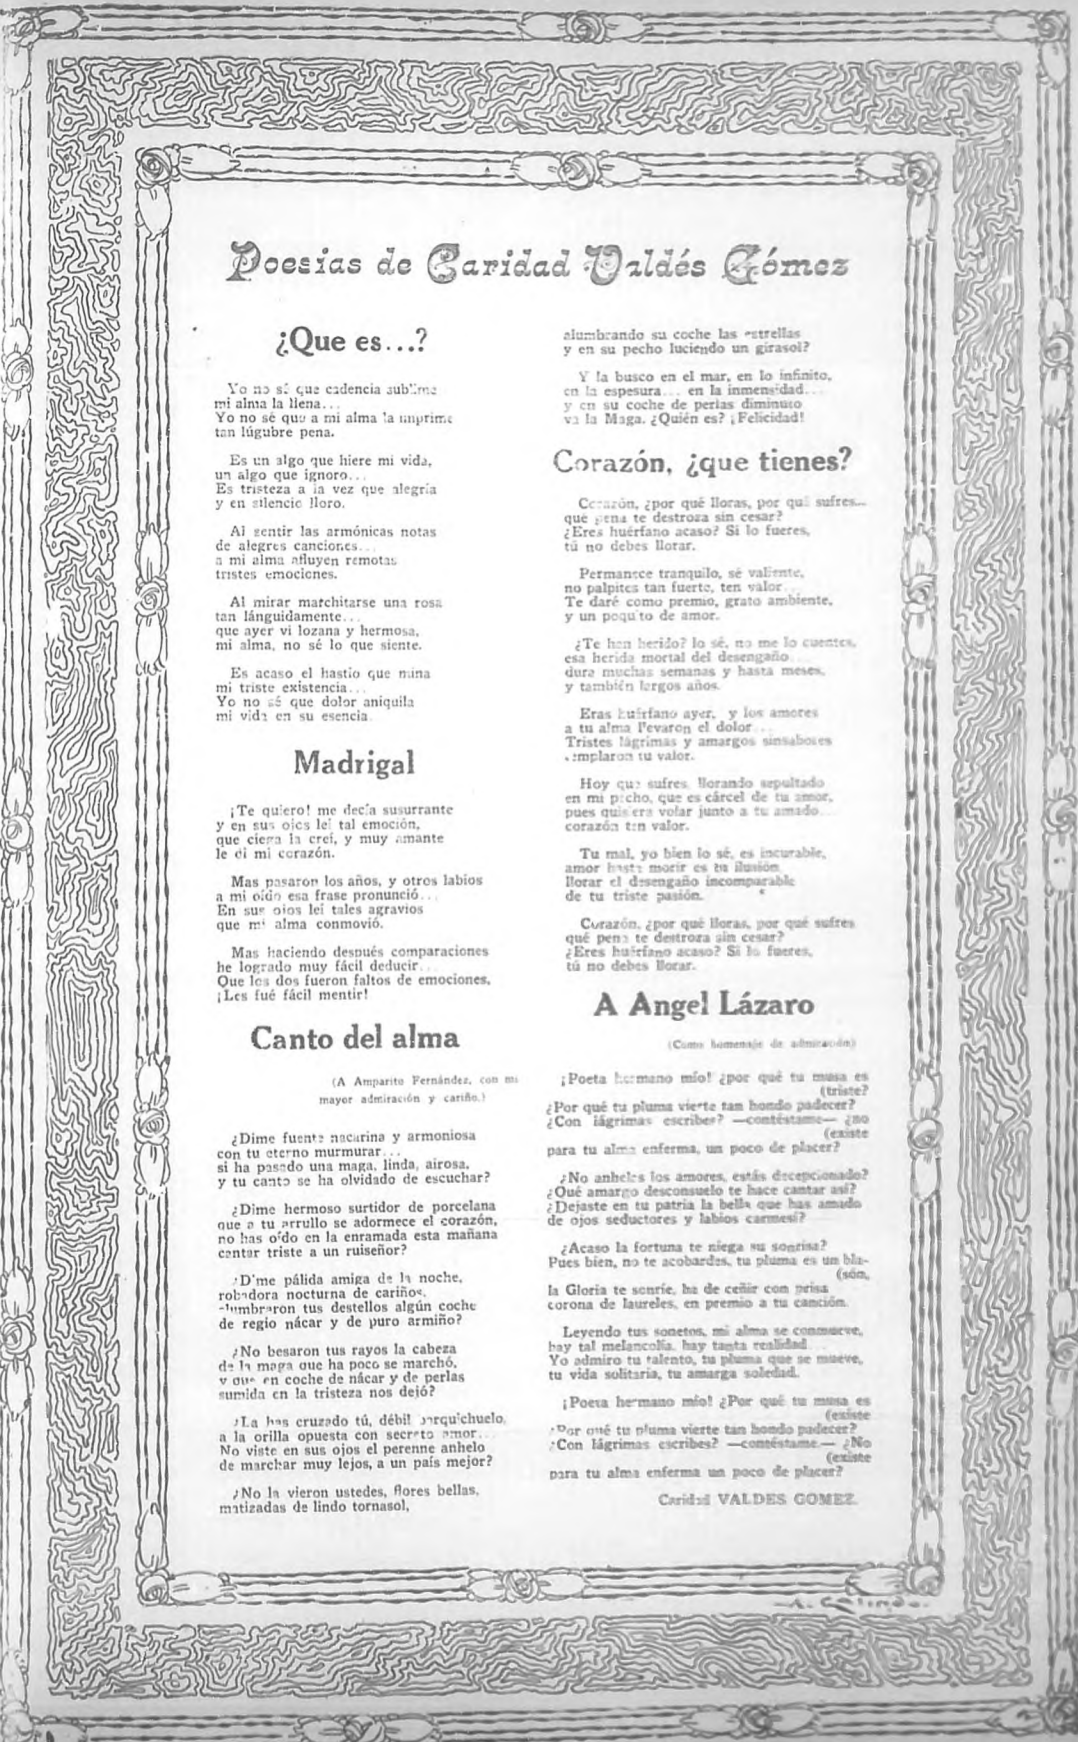 Poesías de Caridad Valdés Gómez
¿Que es...?
Yo no sé que cadencia sublime
mi alma la llena...
Yo no sé que a mi alma la imprime
tan lúgubre pena.
Es un algo que hiere mi vida,
un algo que ignoro...
Es tristeza a la vez que alegría
y en silencio lloro.
Al sentir las armónicas notas
de alegres canciones...
a mi alma afluyen remotas
tristes emociones.
Al mirar marchitarse una rosa
tan lánguidamente...
que ayer vi lozana y hermosa,
mi alma, no sé lo que siente.
Es acaso el hastío que mina
mi triste existencia...
Yo no sé que dolor aniquila
mi vida en su esencia.
Madrigal
¡Te quiero! me decía susurrante
y en sus ojos leí tal emoción,
que ciega la creí, y muy amante
le di mi corazón.
Mas pasaron los años, y otros labios
a mi oído esa frase pronunció...
En sus ojos leí tales agravios
que mi alma conmovió.
Mas haciendo después comparaciones
he logrado muy fácil deducir...
Que los dos fueron faltos de emociones,
¡Les fué fácil mentir!
Canto del alma
(A Amparito Fernández, con mi
mayor admiración y cariño.)
¿Dime fuente nacarina y armoniosa
con tu eterno murmurar...
si ha pasado una maga, linda, airosa,
y tu canto se ha olvidado de escuchar?
¿Dime hermoso surtidor de porcelana
que a tu arrullo se adormece el corazón,
no has oído en la enramada esta mañana
cantar triste a un ruiseñor?
¿Dime pálida amiga de la noche,
robadora nocturna de cariños,
alumbraron tus destellos algún coche
de regio nácar y de puro armiño?
¿No besaron tus rayos la cabeza
de la maga que ha poco se marchó,
y que en coche de nácar y de perlas
sumida en la tristeza nos dejó?
¿La has cruzado tú, débil barquichuelo,
a la orilla opuesta con secreto amor...
No viste en sus ojos el perenne anhelo
de marchar muy lejos, a un país mejor?
¿No la vieron ustedes, flores bellas,
matizadas de lindo tornasol,
alumbrando su coche las estrellas
y en su pecho luciendo un girasol?
Y la busco en el mar, en lo infinito,
en la espesura... en la inmensidad...
y en su coche de perlas diminuto
va la Maga. ¿Quién es? ¡Felicidad!
Corazón, ¿que tienes?
Corazón, ¿por qué lloras, por qué sufres...
qué pena te destroza sin cesar?
¿Eres huérfano acaso? Si lo fueres,
tú no debes llorar.
Permanece tranquilo, sé valiente,
no palpites tan fuerte, ten valor...
Te daré como premio, grato ambiente,
y un poquito de amor.
¿Te han herido? lo sé, no me lo cuentes,
esa herida mortal del desengaño...
dura muchas semanas y hasta meses,
y también largos años.
Eras huérfano ayer, y los amores
a tu alma llevaron el dolor...
Tristes lágrimas y amargos sinsabores
templaron tu valor.
Hoy que sufres, llorando sepultado
en mi pecho, que es cárcel de tu amor,
pues quisiera volar junto a tu amado...
corazón ten valor.
Tu mal, yo bien lo sé, es incurable,
amor hasta morir es tu ilusión
llorar el desengaño incomparable
de tu triste pasión.
Corazón, ¿por qué lloras, por qué sufres
qué pena te destroza sin cesar?
¿Eres huérfano acaso? Si lo fueres,
tú no debes llorar.
A Angel Lázaro
(Como homenaje de admiración)
¡Poeta hermano mío! ¿por qué tu musa es
(triste?
¿Por qué tu pluma vierte tan hondo padecer?
¿Con lágrimas escribes? —contéstame— ¿no
(existe
para tu alma enferma, un poco de placer?
¿No anheles los amores, estás decepcionado?
¿Qué amargo desconsuelo te hace cantar así?
¿Dejaste en tu patria la bella que has amado
de ojos seductores y labios carmesí?
¿Acaso la fortuna te niega su sonrisa?
Pues bien, no te acobardes, tu pluma es un bla-
(són,
la Gloria te sonríe, ha de ceñir con prisa
corona de laureles, en premio a tu canción.
Leyendo tus sonetos, mi alma se conmueve,
hay tal melancolía, hay tanta realidad...
Yo admiro tu talento, tu pluma que se mueve,
tu vida solitaria, tu amarga soledad.
¡Poeta hermano mío! ¿Por qué tu musa es
(existe
¿Por qué tu pluma vierte tan hondo padecer?
¿Con lágrimas escribes? —contéstame.— ¿No
(existe
para tu alma enferma un poco de placer?
Caridad VALDES GOMEZ.
A. Galindo.